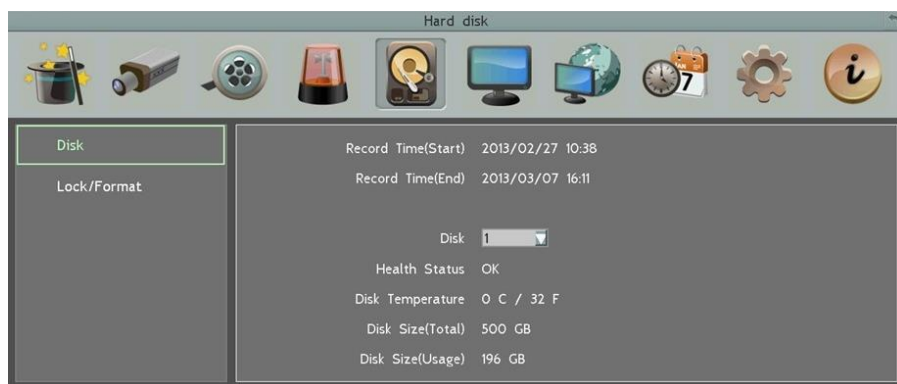 Hard disk
JAN
7
i
Disk
Lock/Format
Record Time(Start) 2013/02/27 10:38
Record Time(End) 2013/03/07 16:11
Disk 1
Health Status OK
Disk Temperature 0 C / 32 F
Disk Size(Total) 500 GB
Disk Size(Usage) 196 GB